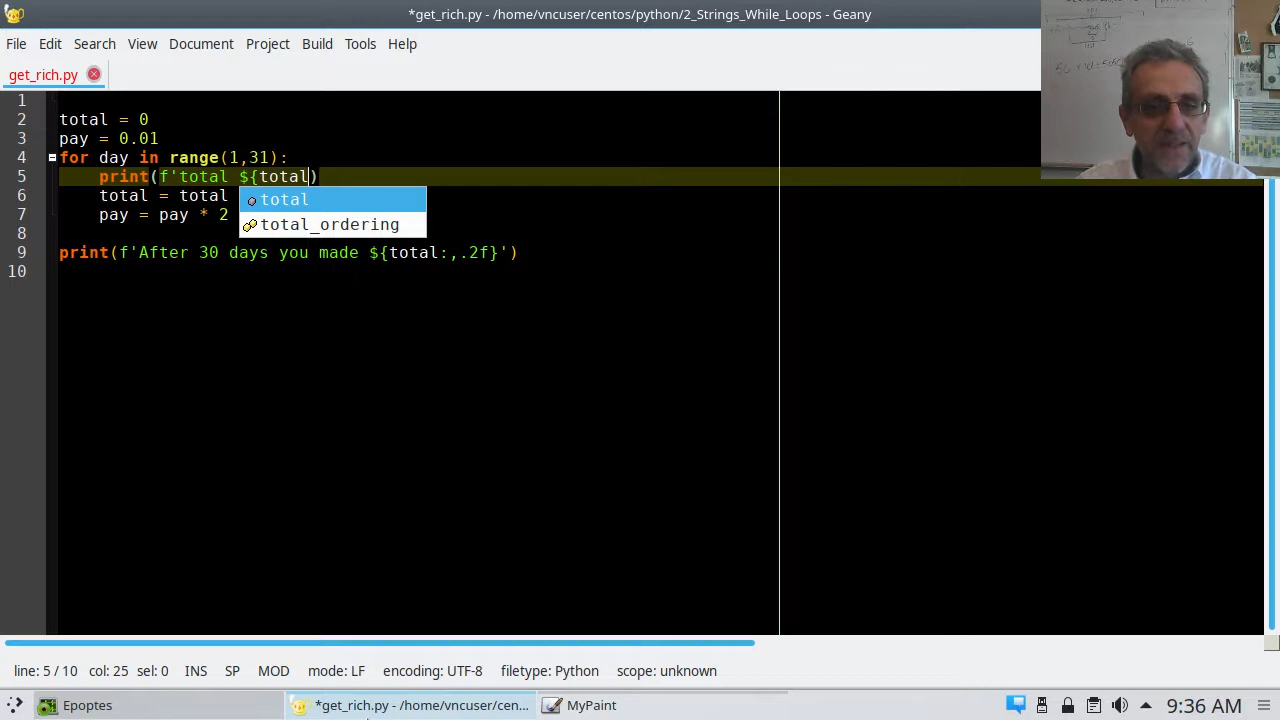 *get_rich.py - /home/vncuser/centos/python/2_Strings_While_Loops - Geany
File Edit Search View Document Project Build Tools Help
get_rich.py
1
2 total = 0
3 pay = 0.01
4 for day in range(1,31):
5 print(f'total ${total)
6 total = total
total
7 pay = pay * 2
total_ordering
8
9 print(f'After 30 days you made ${total:,.2f}')
10
line: 5 / 10 col: 25 sel: 0 INS SP MOD mode: LF encoding: UTF-8 filetype: Python scope: unknown
Epoptes *get_rich.py - /home/vncuser/cen... MyPaint 9:36 AM